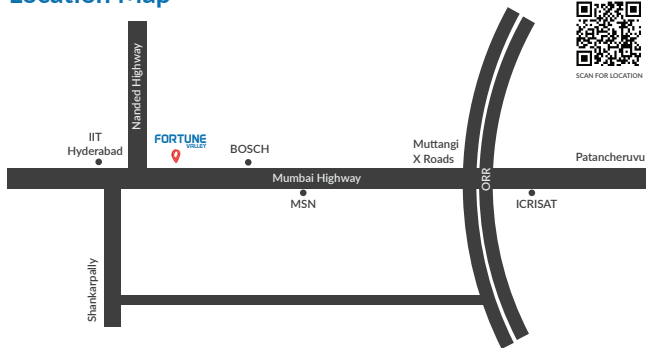 Location Map
SCAN FOR LOCATION
Nanded Highway
IIT
Hyderabad
FORTUNE
VALLEY
BOSCH
Muttangi
X Roads
Patancheruvu
Mumbai Highway
ORR
MSN
ICRISAT
Shankarpally